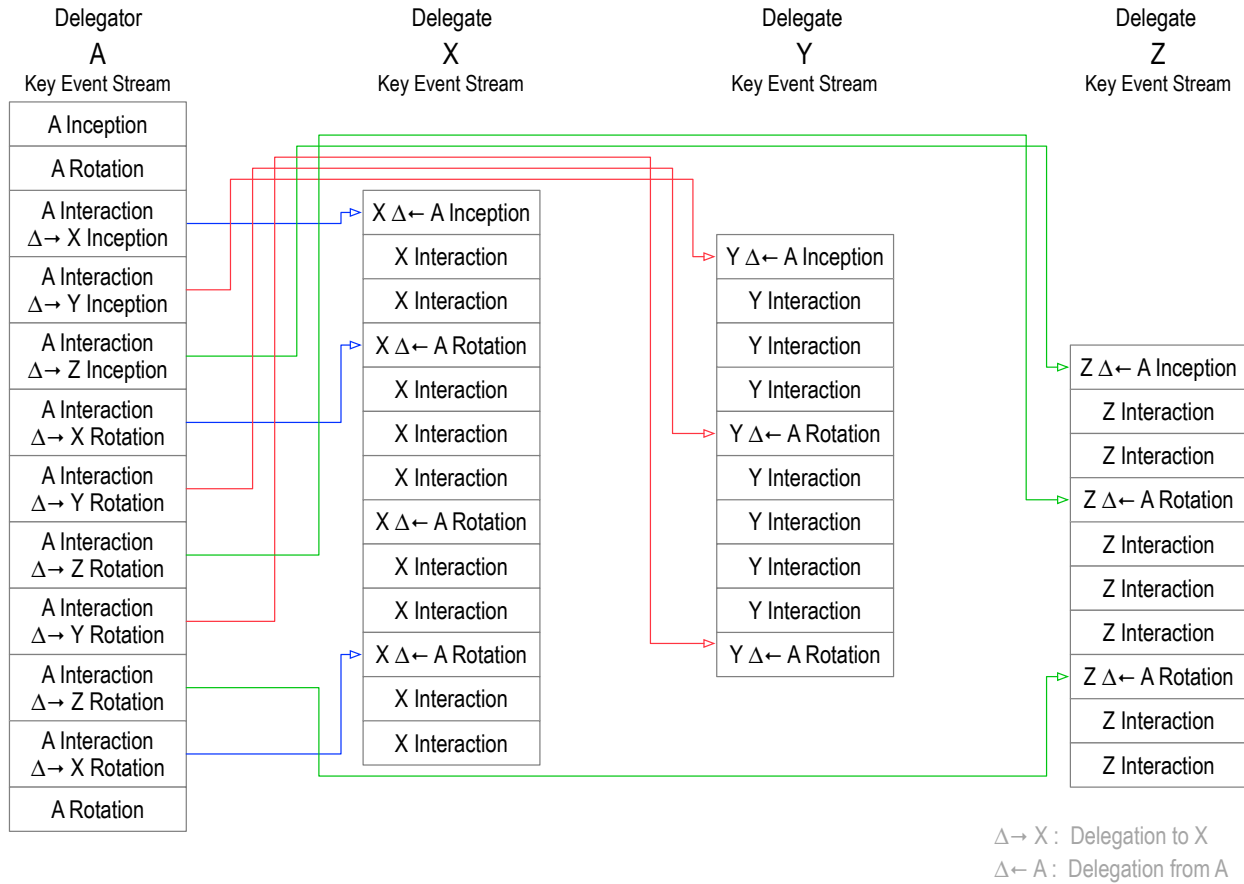 Delegator
A
Key Event Stream
A Inception
A Rotation
A Interaction
Δ→ X Inception
A Interaction
Δ→ Y Inception
A Interaction
Δ→ Z Inception
A Interaction
Δ→ X Rotation
A Interaction
Δ→ Y Rotation
A Interaction
Δ→ Z Rotation
A Interaction
Δ→ Y Rotation
A Interaction
Δ→ Z Rotation
A Interaction
Δ→ X Rotation
A Rotation
Delegate
X
Key Event Stream
X Δ← A Inception
X Interaction
X Interaction
X Δ← A Rotation
X Interaction
X Interaction
X Interaction
X Δ← A Rotation
X Interaction
X Interaction
X Δ← A Rotation
X Interaction
X Interaction
Delegate
Y
Key Event Stream
Y Δ← A Inception
Y Interaction
Y Interaction
Y Interaction
Y Δ← A Rotation
Y Interaction
Y Interaction
Y Interaction
Y Interaction
Y Δ← A Rotation
Delegate
Z
Key Event Stream
Z Δ← A Inception
Z Interaction
Z Interaction
Z Δ← A Rotation
Z Interaction
Z Interaction
Z Interaction
Z Δ← A Rotation
Z Interaction
Z Interaction
Δ→ X : Delegation to X
Δ← A : Delegation from A